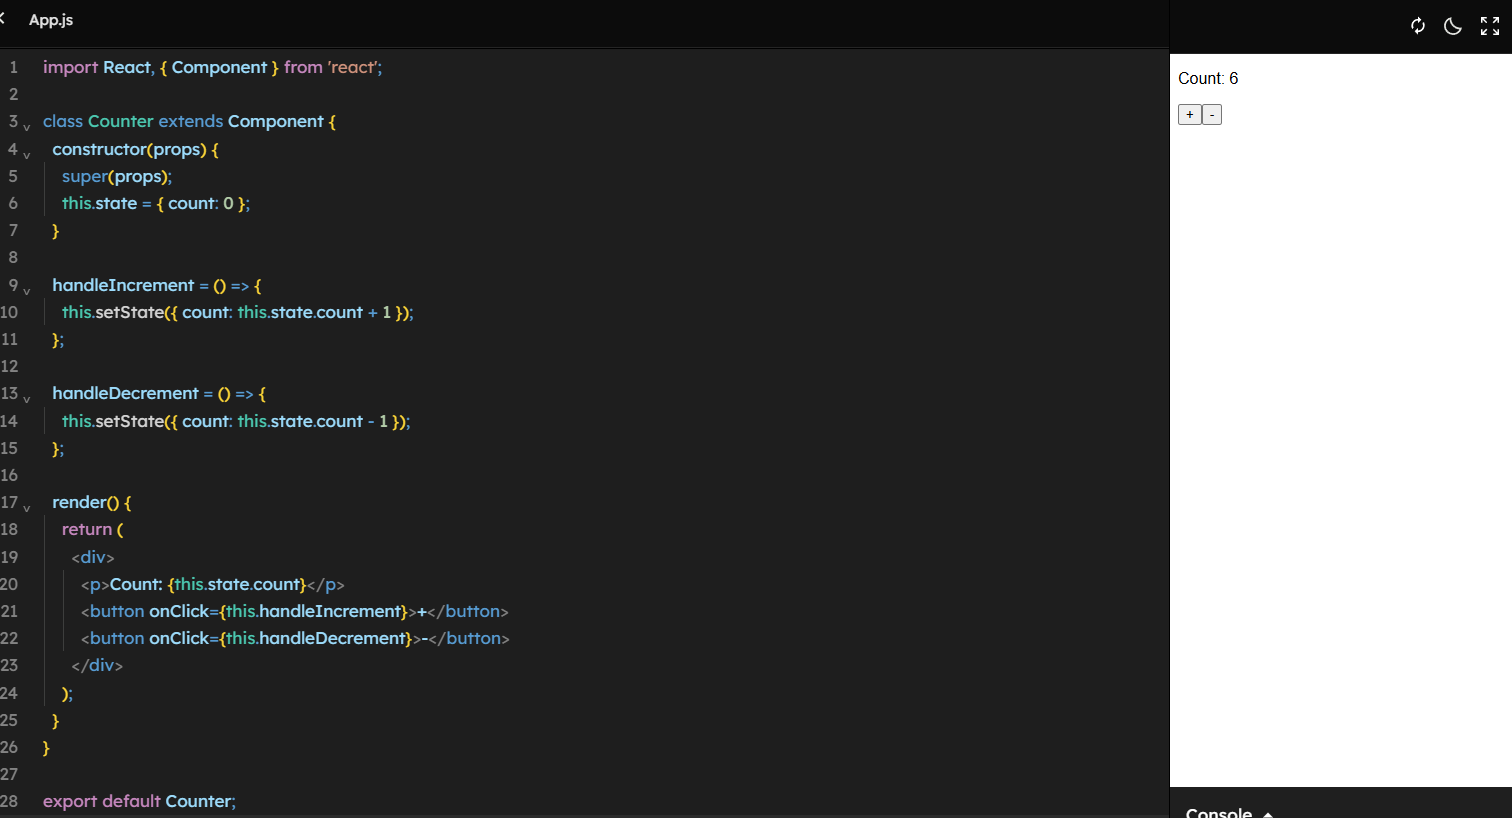 App.js
1 import React, { Component } from 'react';
2
3 class Counter extends Component {
4 constructor(props) {
5 super(props);
6 this.state = { count: 0 };
7 }
8
9 handleIncrement = () => {
10 this.setState({ count: this.state.count + 1 });
11 };
12
13 handleDecrement = () => {
14 this.setState({ count: this.state.count - 1 });
15 };
16
17 render() {
18 return (
19 <div>
20 <p>Count: {this.state.count}</p>
21 <button onClick={this.handleIncrement}>+</button>
22 <button onClick={this.handleDecrement}>-</button>
23 </div>
24 );
25 }
26 }
27
28 export default Counter;
Count: 6
+ -
Console